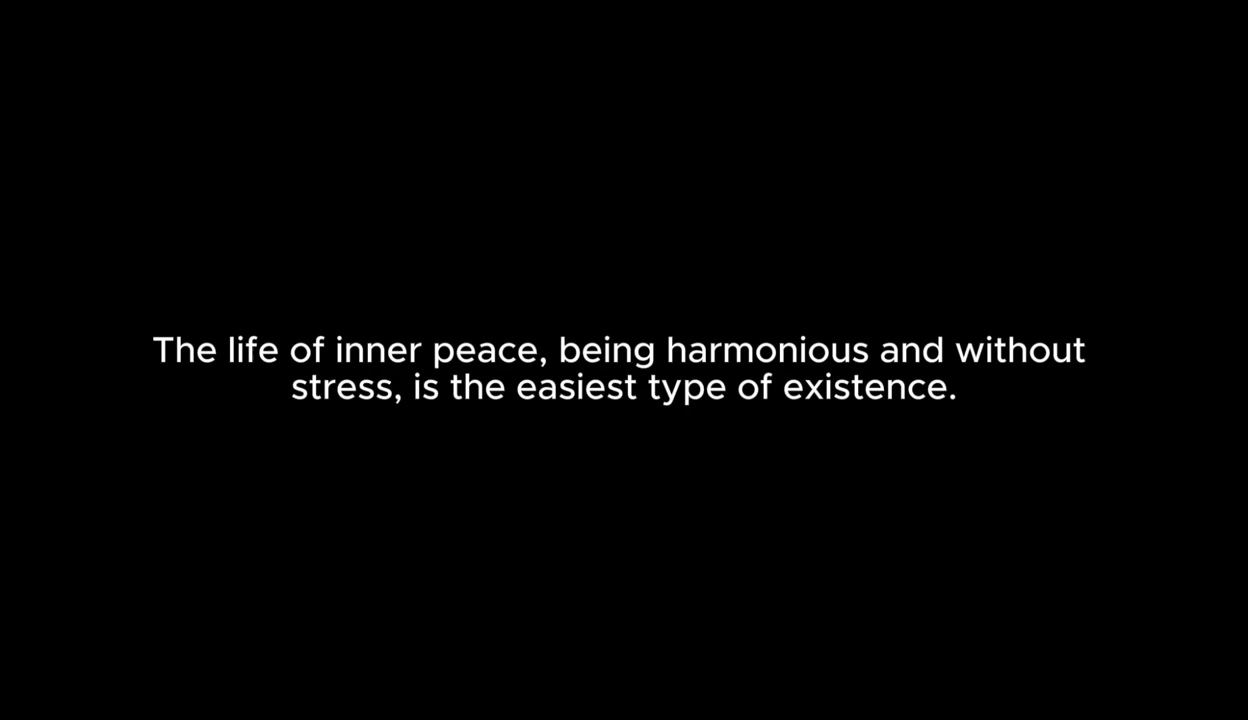 The life of inner peace, being harmonious and without
stress, is the easiest type of existence.